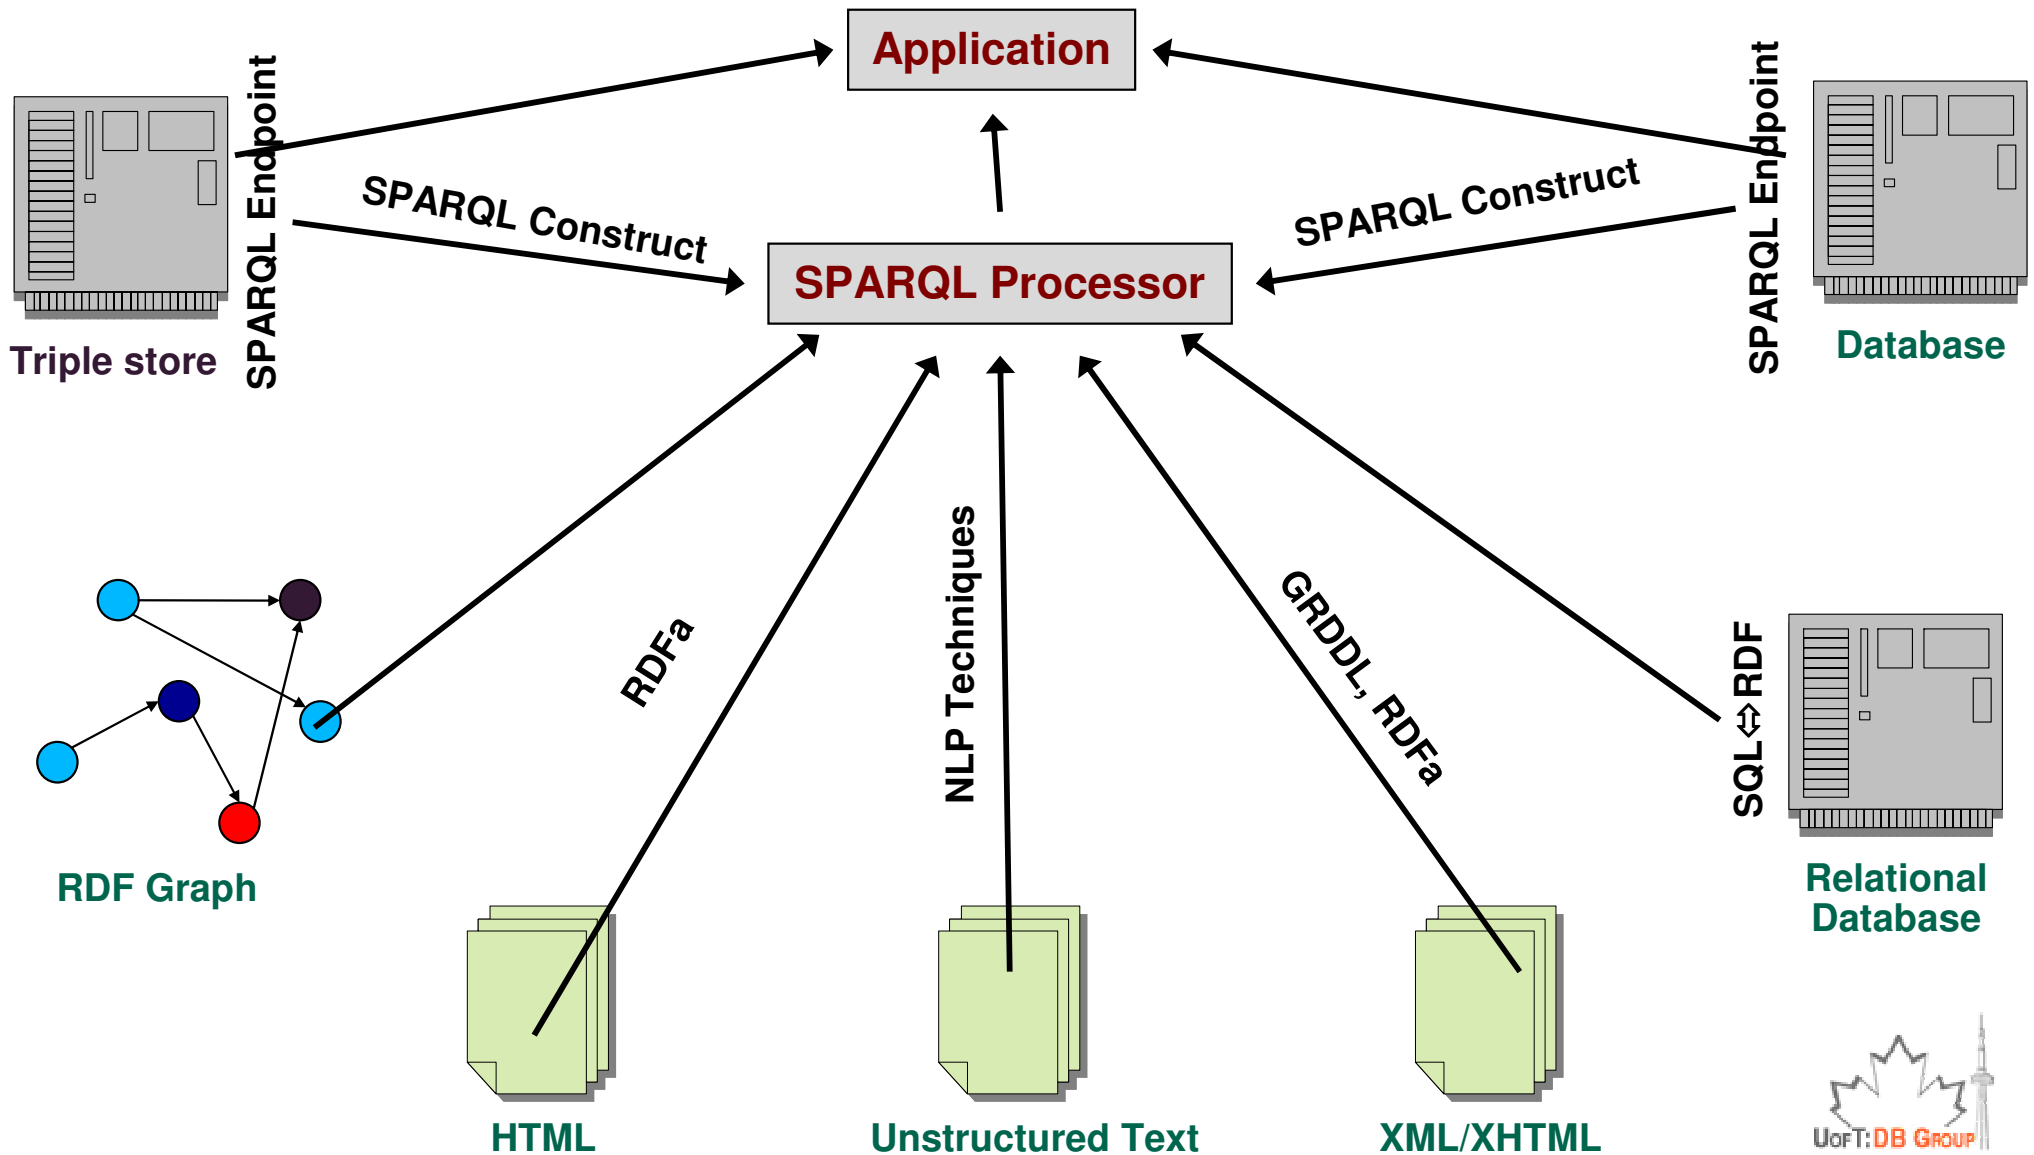 Application
SPARQL Endpoint
SPARQL Endpoint
SPARQL Construct
SPARQL Construct
SPARQL Processor
Triple store
Database
RDFa
NLP Techniques
GRDDL, RDFa
SQL⇔RDF
RDF Graph
Relational
Database
HTML
Unstructured Text
XML/XHTML
UofT:DB Group